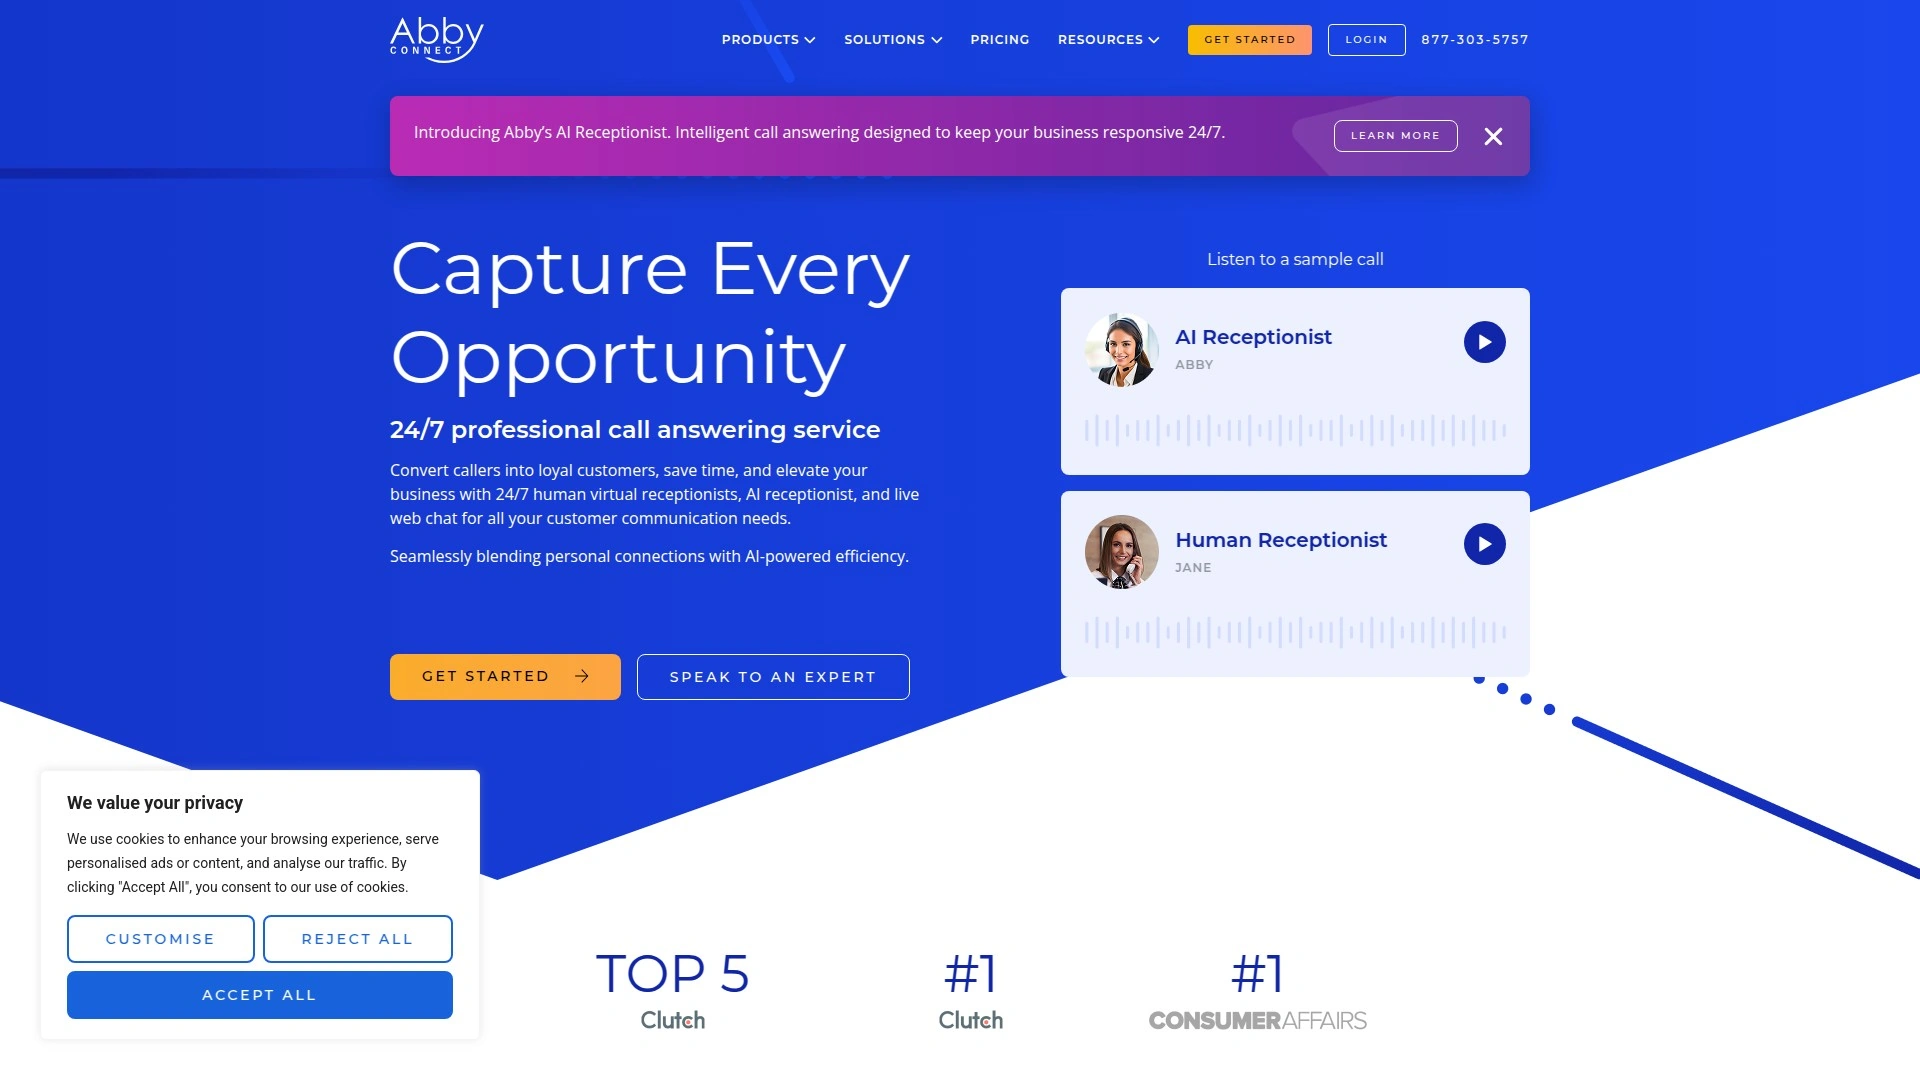 Abby
CONNECT
PRODUCTS
SOLUTIONS
PRICING
RESOURCES
GET STARTED
LOGIN
877-303-5757
Introducing Abby’s AI Receptionist. Intelligent call answering designed to keep your business responsive 24/7.
LEARN MORE
Capture Every
Opportunity
24/7 professional call answering service
Convert callers into loyal customers, save time, and elevate your
business with 24/7 human virtual receptionists, AI receptionist, and live
web chat for all your customer communication needs.
Seamlessly blending personal connections with AI-powered efficiency.
GET STARTED
SPEAK TO AN EXPERT
Listen to a sample call
AI Receptionist
ABBY
Human Receptionist
JANE
We value your privacy
We use cookies to enhance your browsing experience, serve
personalised ads or content, and analyse our traffic. By
clicking "Accept All", you consent to our use of cookies.
CUSTOMISE
REJECT ALL
ACCEPT ALL
TOP 5
Clutch
#1
Clutch
#1
CONSUMERAFFAIRS